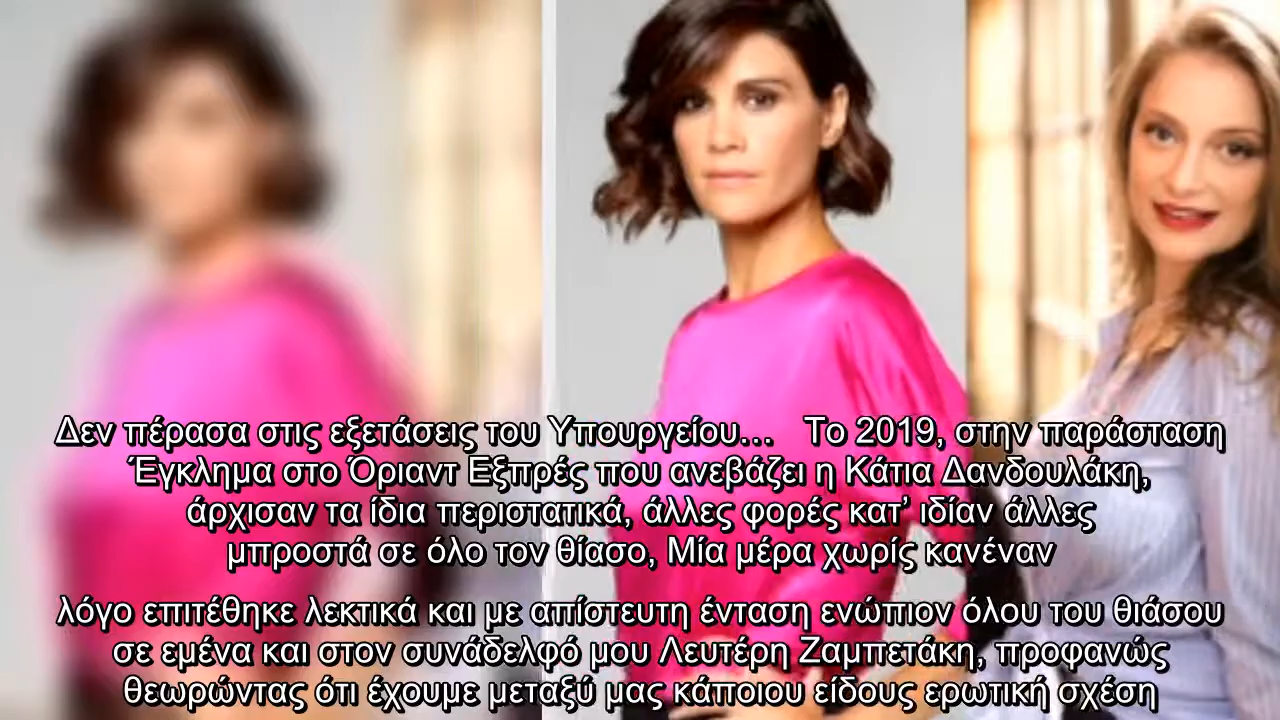 Δεν πέρασα στις εξετάσεις του Υπουργείου… Το 2019, στην παράσταση
Έγκλημα στο Όριαντ Εξπρές που ανεβάζει η Κάτια Δανδουλάκη,
άρχισαν τα ίδια περιστατικά, άλλες φορές κατ’ ιδίαν άλλες
μπροστά σε όλο τον θίασο, Μία μέρα χωρίς κανέναν
λόγο επιτέθηκε λεκτικά και με απίστευτη ένταση ενώπιον όλου του θιάσου
σε εμένα και στον συνάδελφό μου Λευτέρη Ζαμπετάκη, προφανώς
θεωρώντας ότι έχουμε μεταξύ μας κάποιου είδους ερωτική σχέση